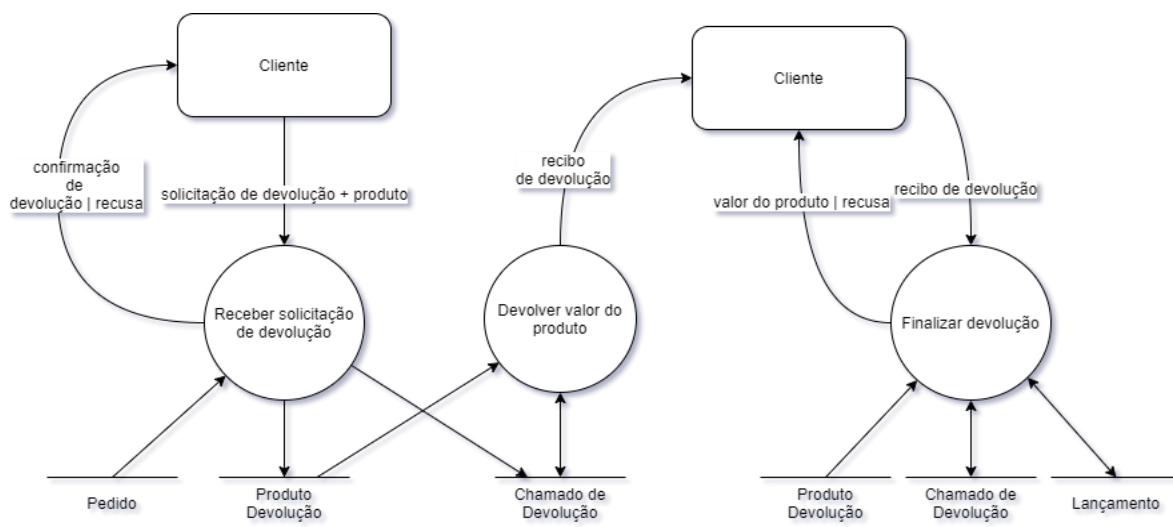 Cliente
Cliente
confirmação
de
devolução | recusa
solicitação de devolução + produto
recibo
de devolução
valor do produto | recusa
recibo de devolução
Receber solicitação
de devolução
Devolver valor do
produto
Finalizar devolução
Pedido
Produto
Devolução
Chamado de
Devolução
Produto
Devolução
Chamado de
Devolução
Lançamento